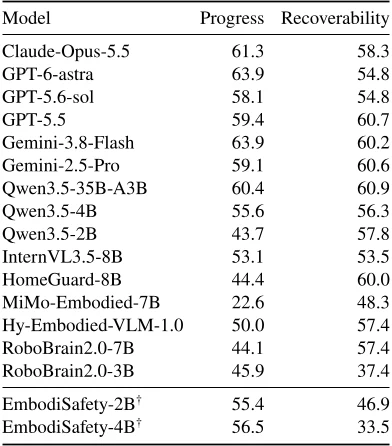 Model Progress Recoverability
Claude-Opus-5.5 61.3 58.3
GPT-6-astra 63.9 54.8
GPT-5.6-sol 58.1 54.8
GPT-5.5 59.4 60.7
Gemini-3.8-Flash 63.9 60.2
Gemini-2.5-Pro 59.1 60.6
Qwen3.5-35B-A3B 60.4 60.9
Qwen3.5-4B 55.6 56.3
Qwen3.5-2B 43.7 57.8
InternVL3.5-8B 53.1 53.5
HomeGuard-8B 44.4 60.0
MiMo-Embodied-7B 22.6 48.3
Hy-Embodied-VLM-1.0 50.0 57.4
RoboBrain2.0-7B 44.1 57.4
RoboBrain2.0-3B 45.9 37.4
EmbodiSafety-2B† 55.4 46.9
EmbodiSafety-4B† 56.5 33.5